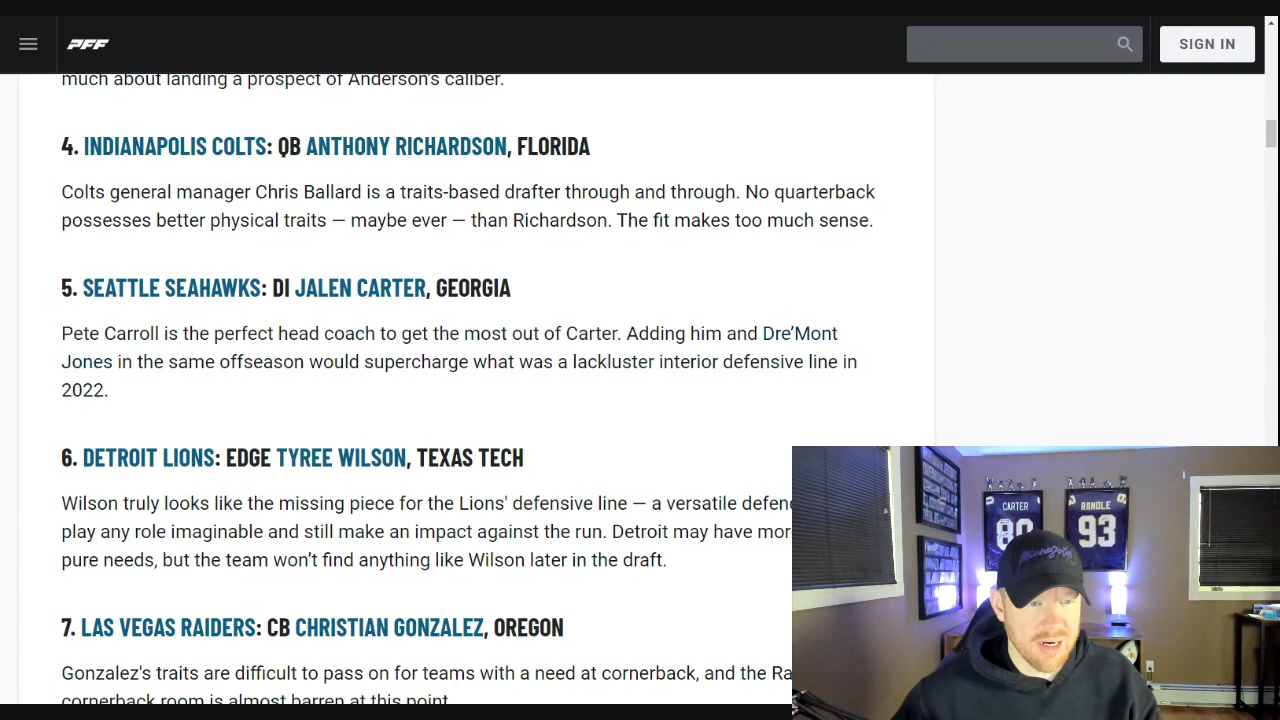 PFF
SIGN IN
much about landing a prospect of Anderson's caliber.
4. INDIANAPOLIS COLTS: QB ANTHONY RICHARDSON, FLORIDA
Colts general manager Chris Ballard is a traits-based drafter through and through. No quarterback
possesses better physical traits — maybe ever — than Richardson. The fit makes too much sense.
5. SEATTLE SEAHAWKS: DI JALEN CARTER, GEORGIA
Pete Carroll is the perfect head coach to get the most out of Carter. Adding him and Dre’Mont
Jones in the same offseason would supercharge what was a lackluster interior defensive line in
2022.
6. DETROIT LIONS: EDGE TYREE WILSON, TEXAS TECH
Wilson truly looks like the missing piece for the Lions' defensive line — a versatile defen
play any role imaginable and still make an impact against the run. Detroit may have mor
pure needs, but the team won’t find anything like Wilson later in the draft.
7. LAS VEGAS RAIDERS: CB CHRISTIAN GONZALEZ, OREGON
Gonzalez's traits are difficult to pass on for teams with a need at cornerback, and the Ra
cornerback room is almost barren at this point.
CARTER
80
RANDLE
93
Minnesota